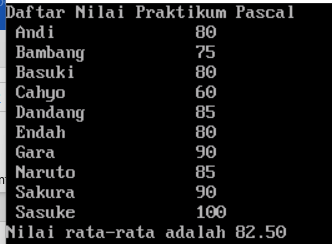 Daftar Nilai Praktikum Pascal
Andi 80
Bambang 75
Basuki 80
Cahyo 60
Dandang 85
Endah 80
Gara 90
Naruto 85
Sakura 90
Sasuke 100
Nilai rata-rata adalah 82.50